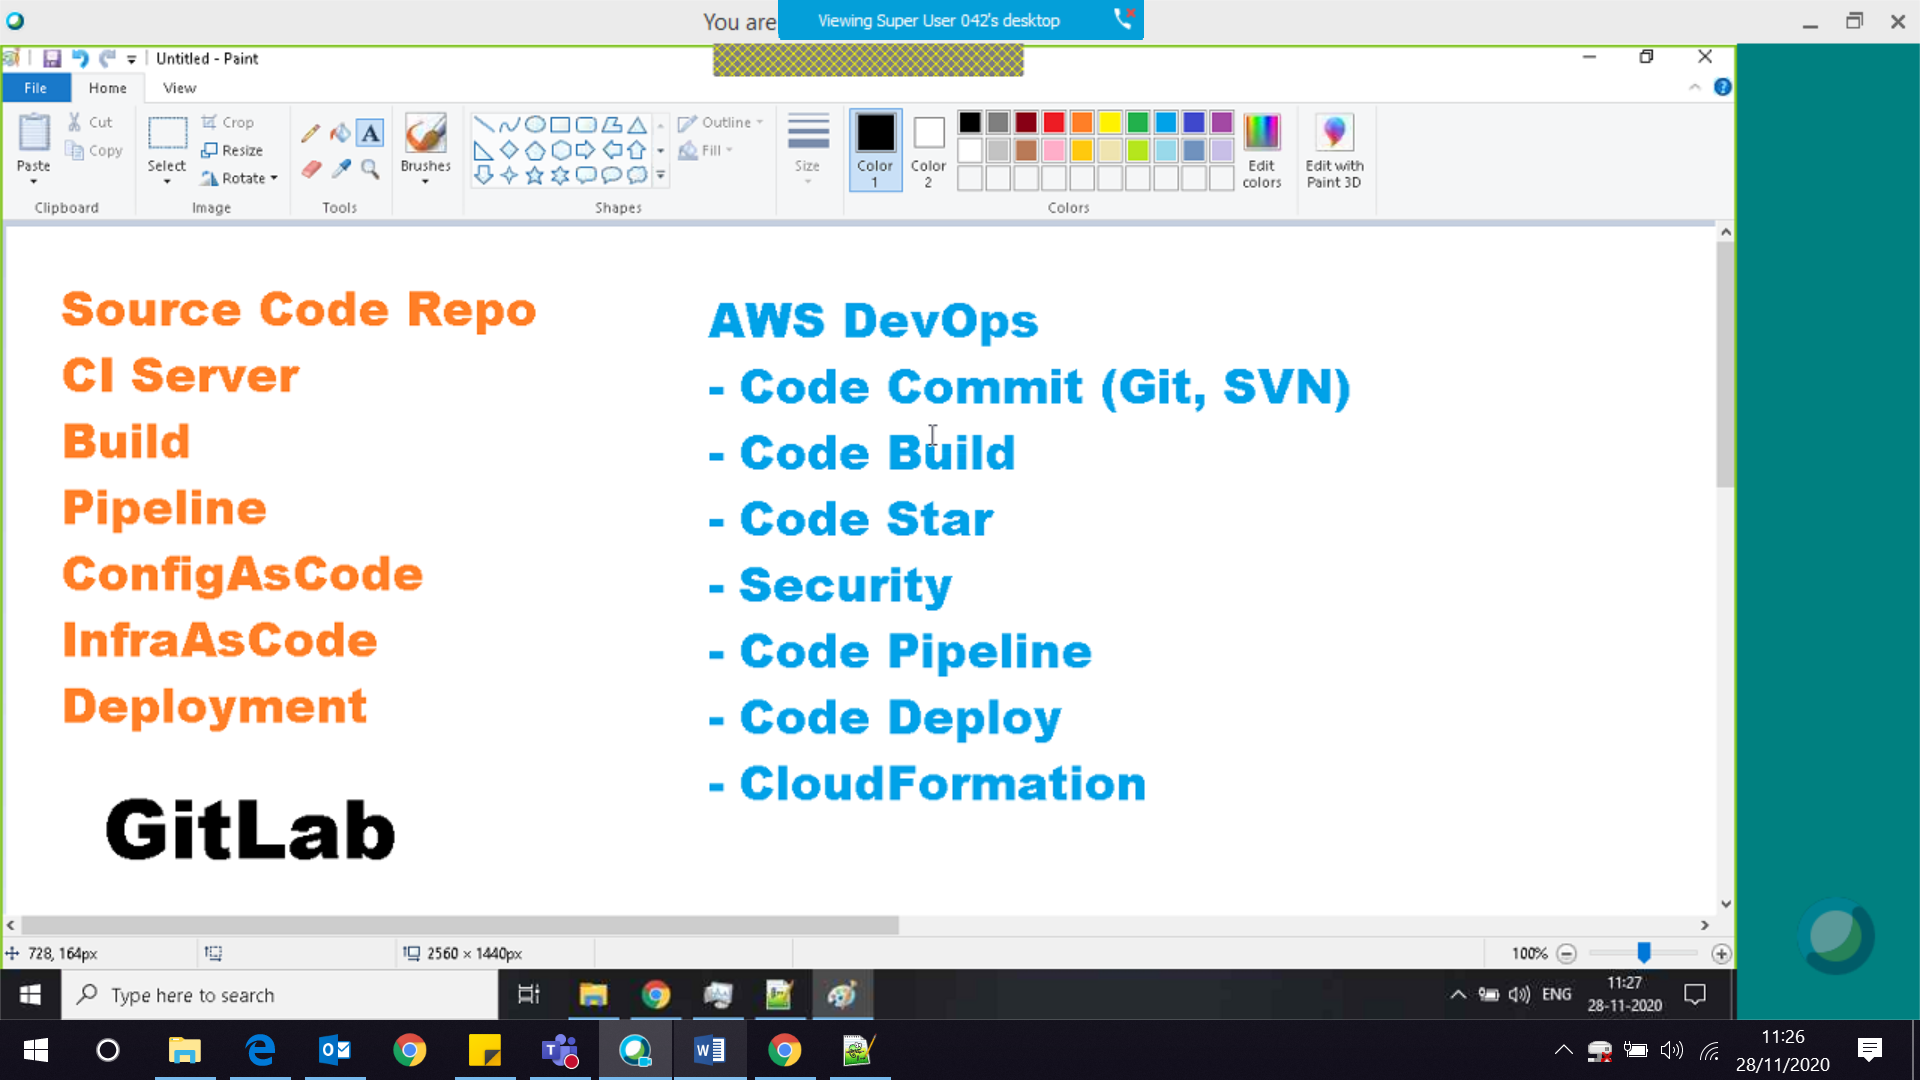 You are
Viewing Super User 042's desktop
Untitled - Paint
File
Home
View
Paste
Cut
Copy
Clipboard
Select
Crop
Resize
Rotate
Image
A
Tools
Brushes
Shapes
Outline
Fill
Size
Color 1
Color 2
Colors
Edit colors
Edit with Paint 3D
Source Code Repo
CI Server
Build
Pipeline
ConfigAsCode
InfraAsCode
Deployment
GitLab
AWS DevOps
- Code Commit (Git, SVN)
- Code Build
- Code Star
- Security
- Code Pipeline
- Code Deploy
- CloudFormation
728, 164px
2560 × 1440px
100%
Type here to search
ENG
11:27
28-11-2020
11:26
28/11/2020